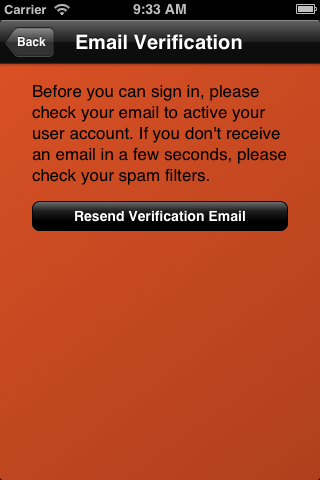 Carrier 9:33 AM
Back Email Verification
Before you can sign in, please
check your email to active your
user account. If you don't receive
an email in a few seconds, please
check your spam filters.
Resend Verification Email